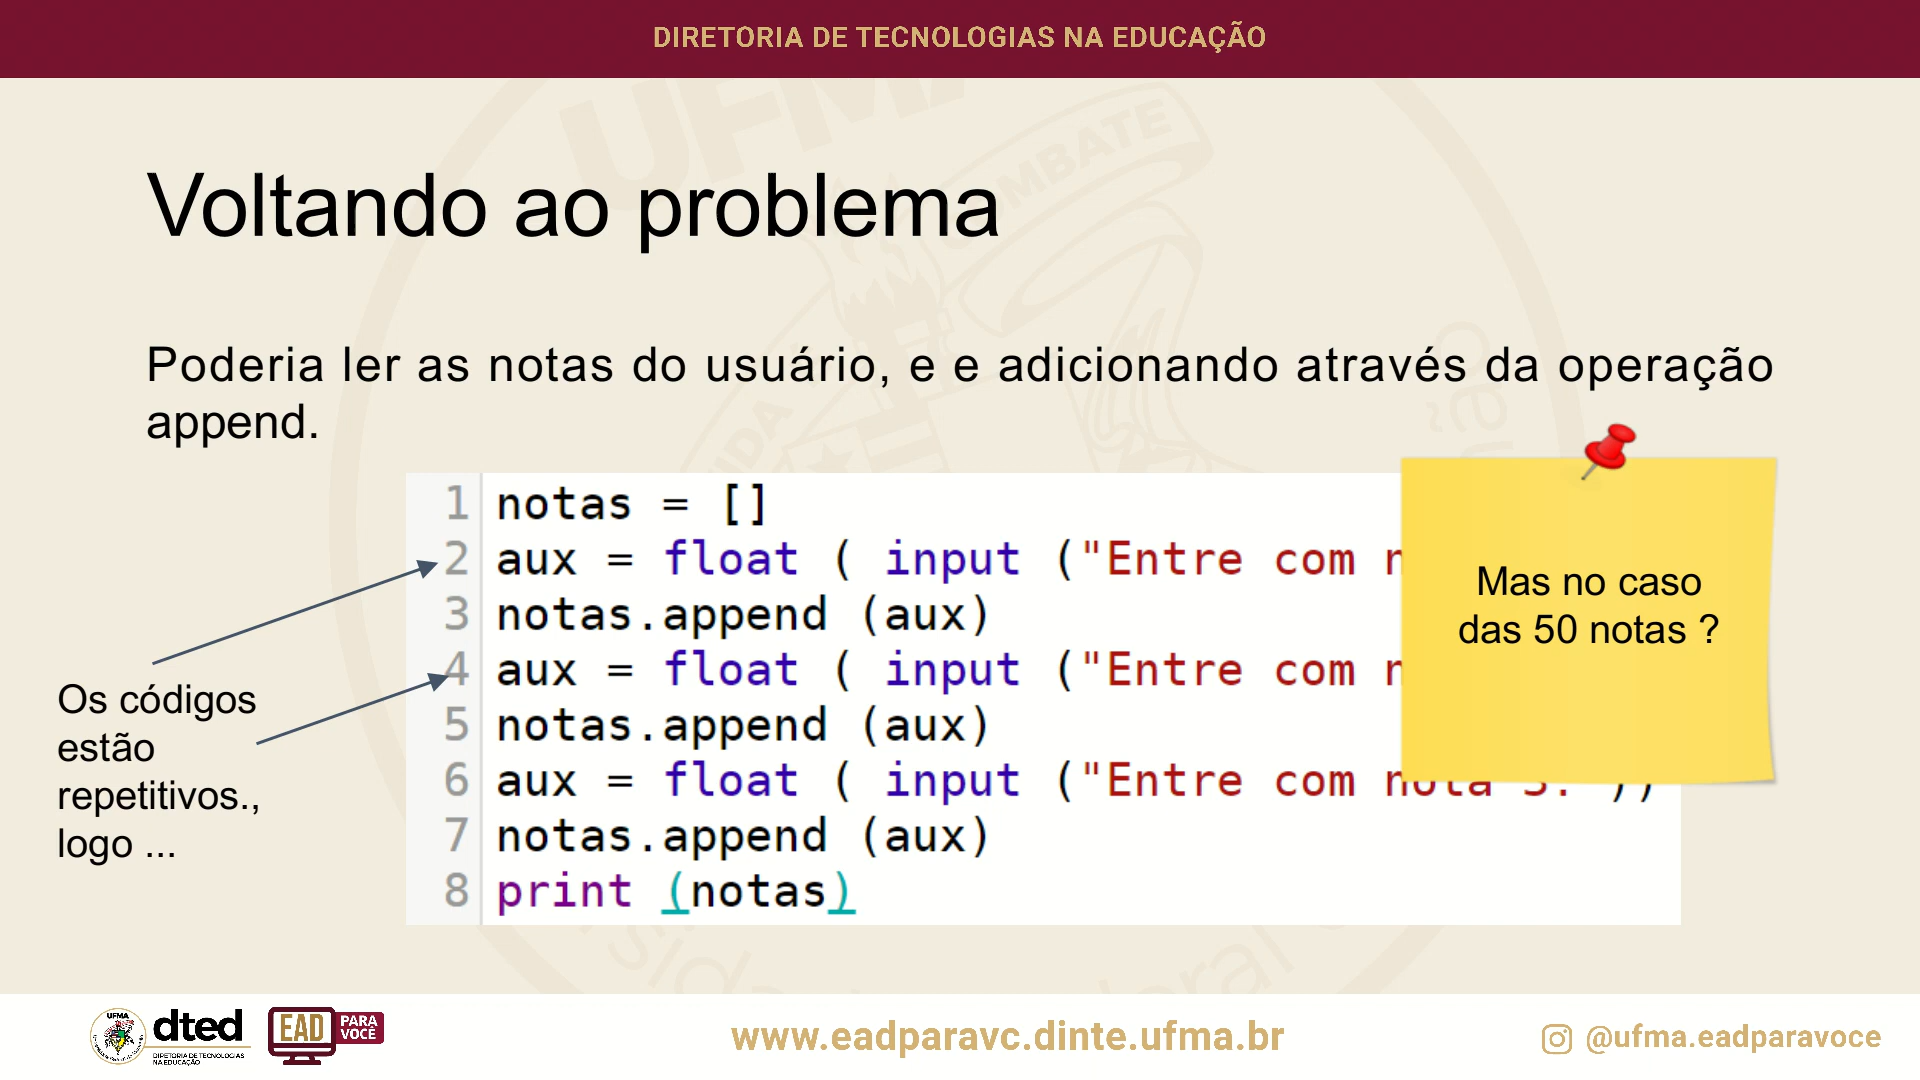 DIRETORIA DE TECNOLOGIAS NA EDUCAÇÃO
Voltando ao problema
Poderia ler as notas do usuário, e e adicionando através da operação
append.
1 notas = []
2 aux = float ( input ("Entre com n
3 notas.append (aux)
4 aux = float ( input ("Entre com n
5 notas.append (aux)
6 aux = float ( input ("Entre com nota 3: "))
7 notas.append (aux)
8 print (notas)
Mas no caso
das 50 notas ?
Os códigos
estão
repetitivos.,
logo ...
UFMA
dted
DIRETORIA DE TECNOLOGIAS
NA EDUCAÇÃO
EAD
PARA
VOCÊ
www.eadparavc.dinte.ufma.br
@ufma.eadparavoce